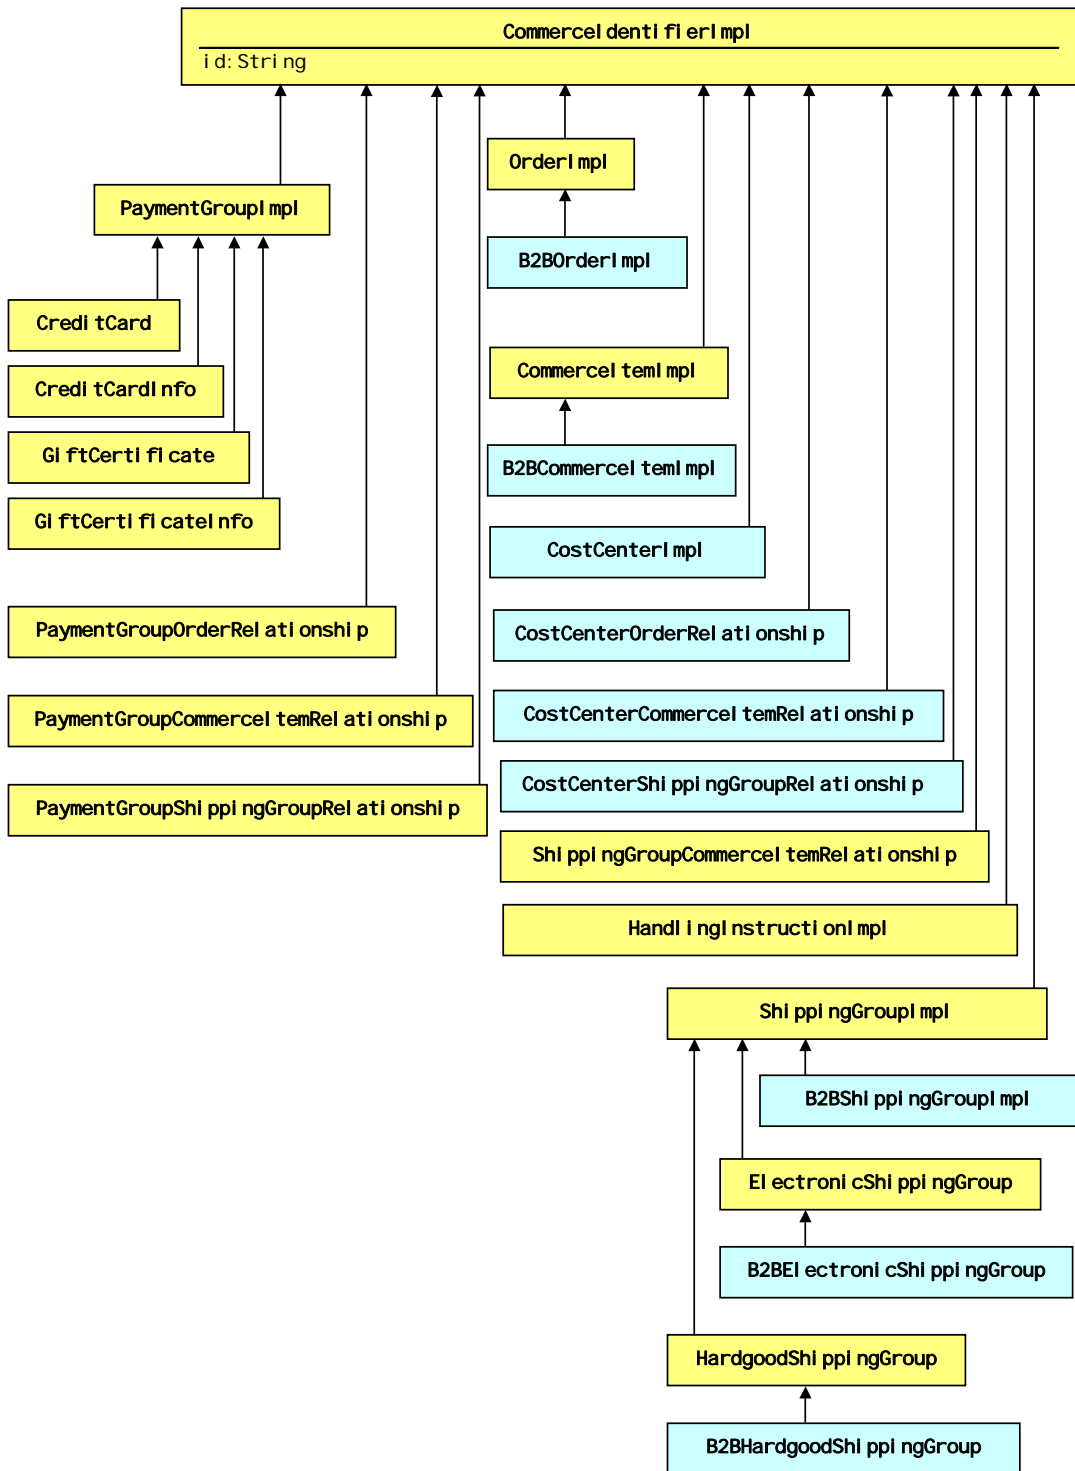 CommerceIdentifierImpl
id:String
OrderImpl
PaymentGroupImpl
B2BOrderImpl
CreditCard
CommerceItemImpl
CreditCardInfo
GiftCertificate
B2BCommerceItemImpl
GiftCertificateInfo
CostCenterImpl
PaymentGroupOrderRelationship
CostCenterOrderRelationship
PaymentGroupCommerceItemRelationship
CostCenterCommerceItemRelationship
CostCenterShippingGroupRelationship
PaymentGroupShippingGroupRelationship
ShippingGroupCommerceItemRelationship
HandlingInstructionImpl
ShippingGroupImpl
B2BShippingGroupImpl
ElectronicShippingGroup
B2BElectronicShippingGroup
HardgoodShippingGroup
B2BHardgoodShippingGroup